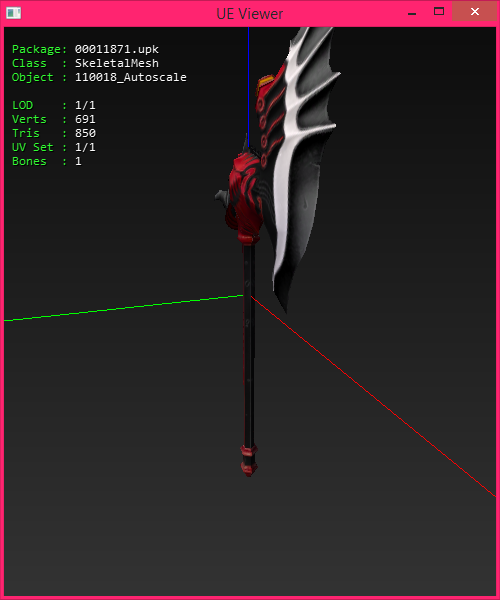 UE Viewer
Package: 00011871.upk
Class : SkeletalMesh
Object : 110018_Autoscale
LOD : 1/1
Verts : 691
Tris : 850
UV Set : 1/1
Bones : 1